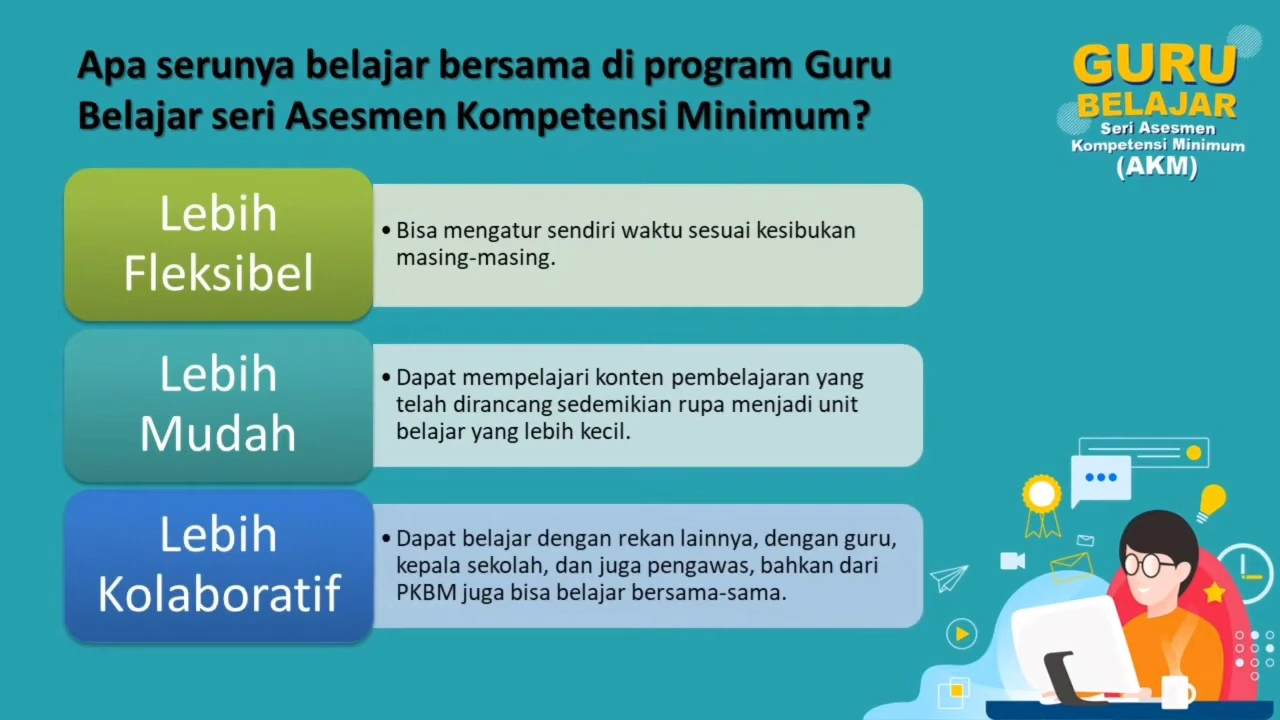 Apa serunya belajar bersama di program Guru
Belajar seri Asesmen Kompetensi Minimum?
GURU
BELAJAR
Seri Asesmen
Kompetensi Minimum
(AKM)
Lebih
Fleksibel
• Bisa mengatur sendiri waktu sesuai kesibukan
masing-masing.
Lebih
Mudah
• Dapat mempelajari konten pembelajaran yang
telah dirancang sedemikian rupa menjadi unit
belajar yang lebih kecil.
Lebih
Kolaboratif
• Dapat belajar dengan rekan lainnya, dengan guru,
kepala sekolah, dan juga pengawas, bahkan dari
PKBM juga bisa belajar bersama-sama.